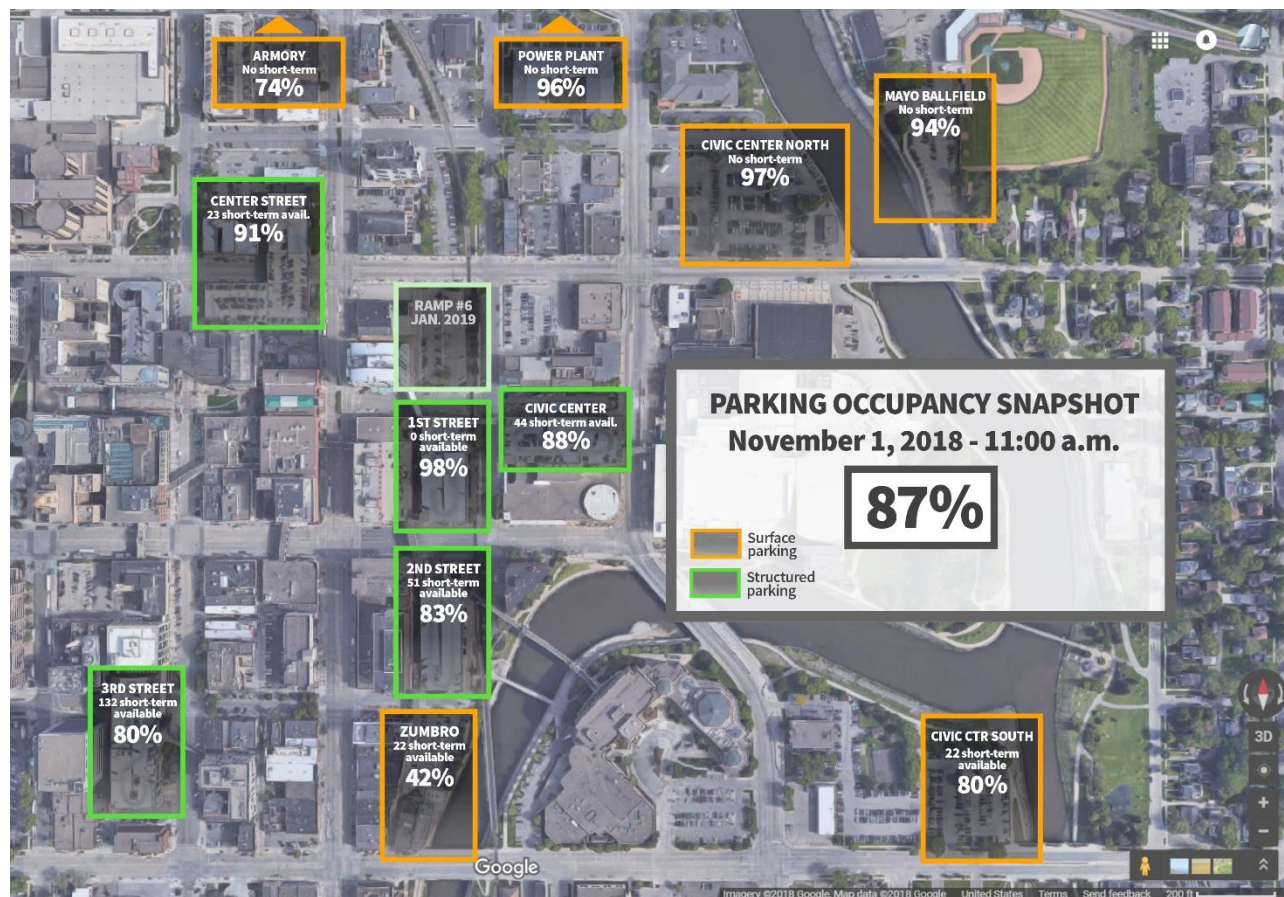 ARMORY
No short-term
74%
POWER PLANT
No short-term
96%
MAYO BALLFIELD
No short-term
94%
CIVIC CENTER NORTH
No short-term
97%
CENTER STREET
23 short-term avail.
91%
RAMP #6
JAN. 2019
1ST STREET
0 short-term
available
98%
CIVIC CENTER
44 short-term avail.
88%
PARKING OCCUPANCY SNAPSHOT
November 1, 2018 - 11:00 a.m.
87%
Surface
parking
Structured
parking
2ND STREET
51 short-term
available
83%
3RD STREET
132 short-term
available
80%
ZUMBRO
22 short-term
available
42%
CIVIC CTR SOUTH
22 short-term
available
80%
3D
Google
Imagery ©2018 Google, Map data ©2018 Google United States Terms Send feedback 200 ft